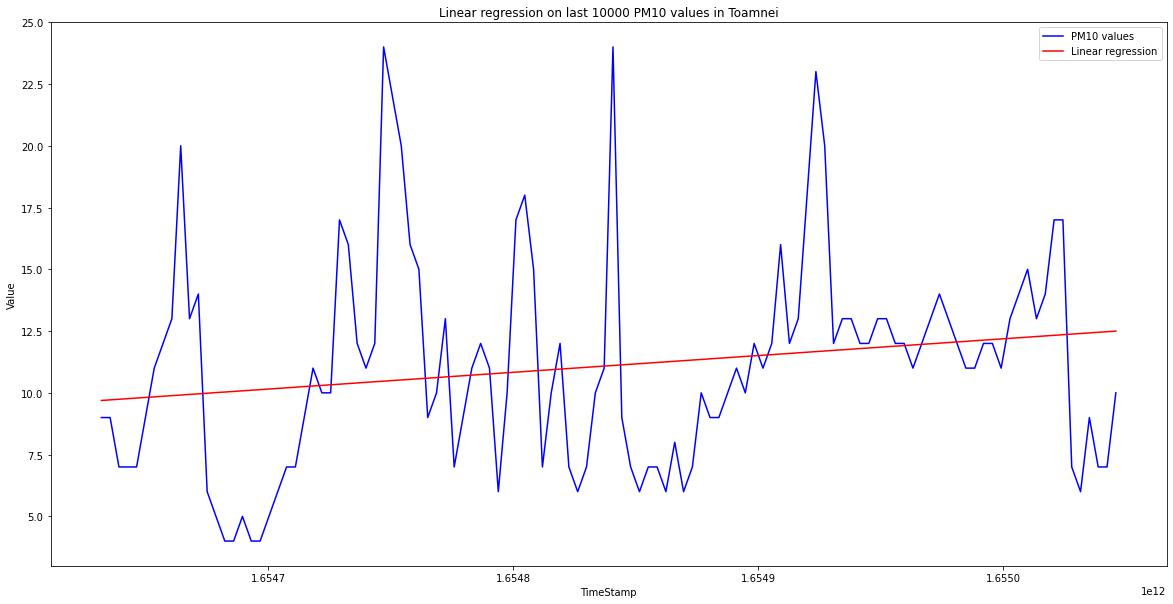 Linear regression on last 10000 PM10 values in Toamnei
PM10 values
Linear regression
25.0
22.5
20.0
17.5
15.0
12.5
10.0
7.5
5.0
Value
1.6547 1.6548 1.6549 1.6550
TimeStamp
1e12